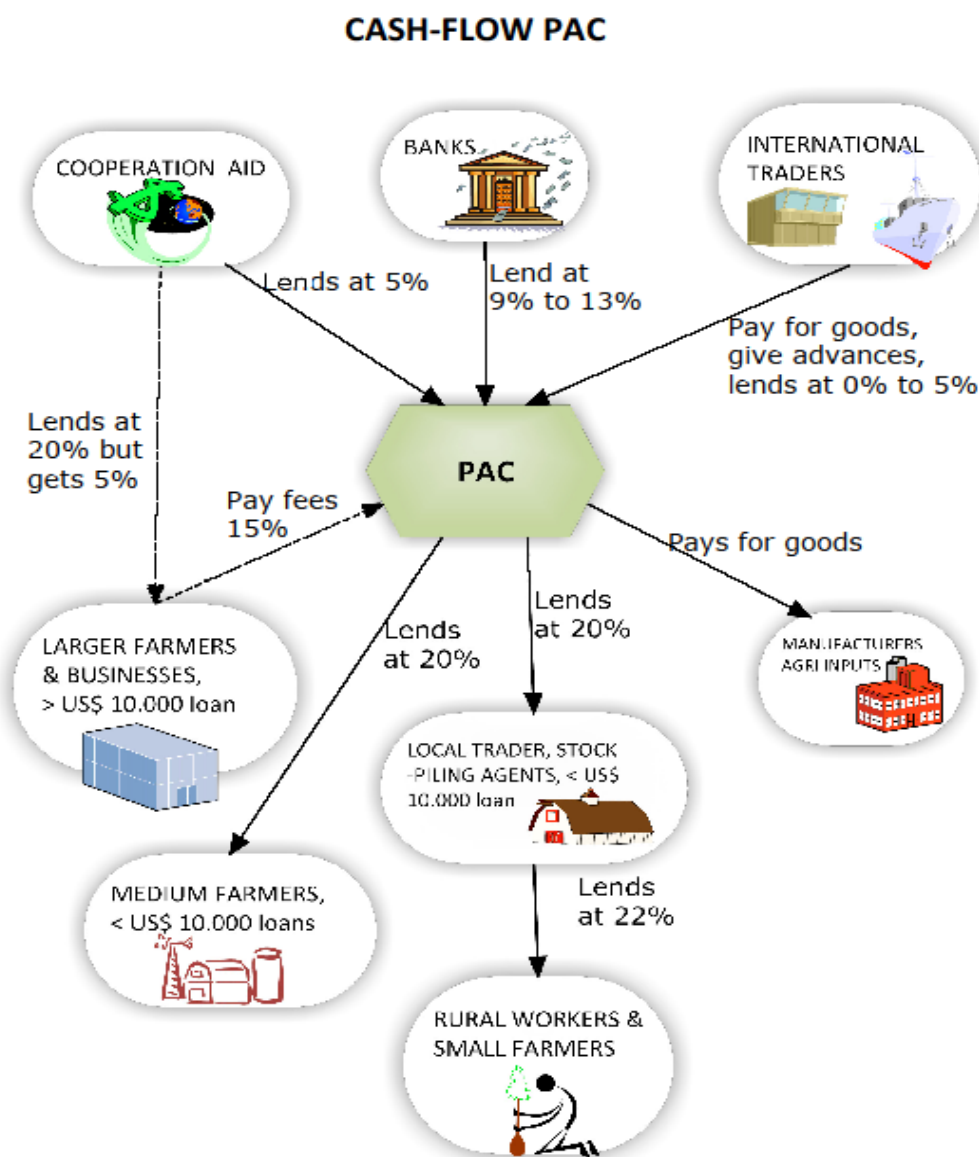 CASH-FLOW PAC
COOPERATION AID
BANKS
INTERNATIONAL
TRADERS
Lends at 5%
Lend at
9% to 13%
Pay for goods,
give advances,
lends at 0% to 5%
Lends at
20% but
gets 5%
Pay fees
15%
PAC
Pays for goods
Lends
at 20%
Lends
at 20%
LARGER FARMERS
& BUSINESSES,
> US$ 10.000 loan
MANUFACTURERS
AGRI INPUTS
LOCAL TRADER, STOCK
-PILING AGENTS, < US$
10.000 loan
MEDIUM FARMERS,
< US$ 10.000 loans
Lends
at 22%
RURAL WORKERS &
SMALL FARMERS